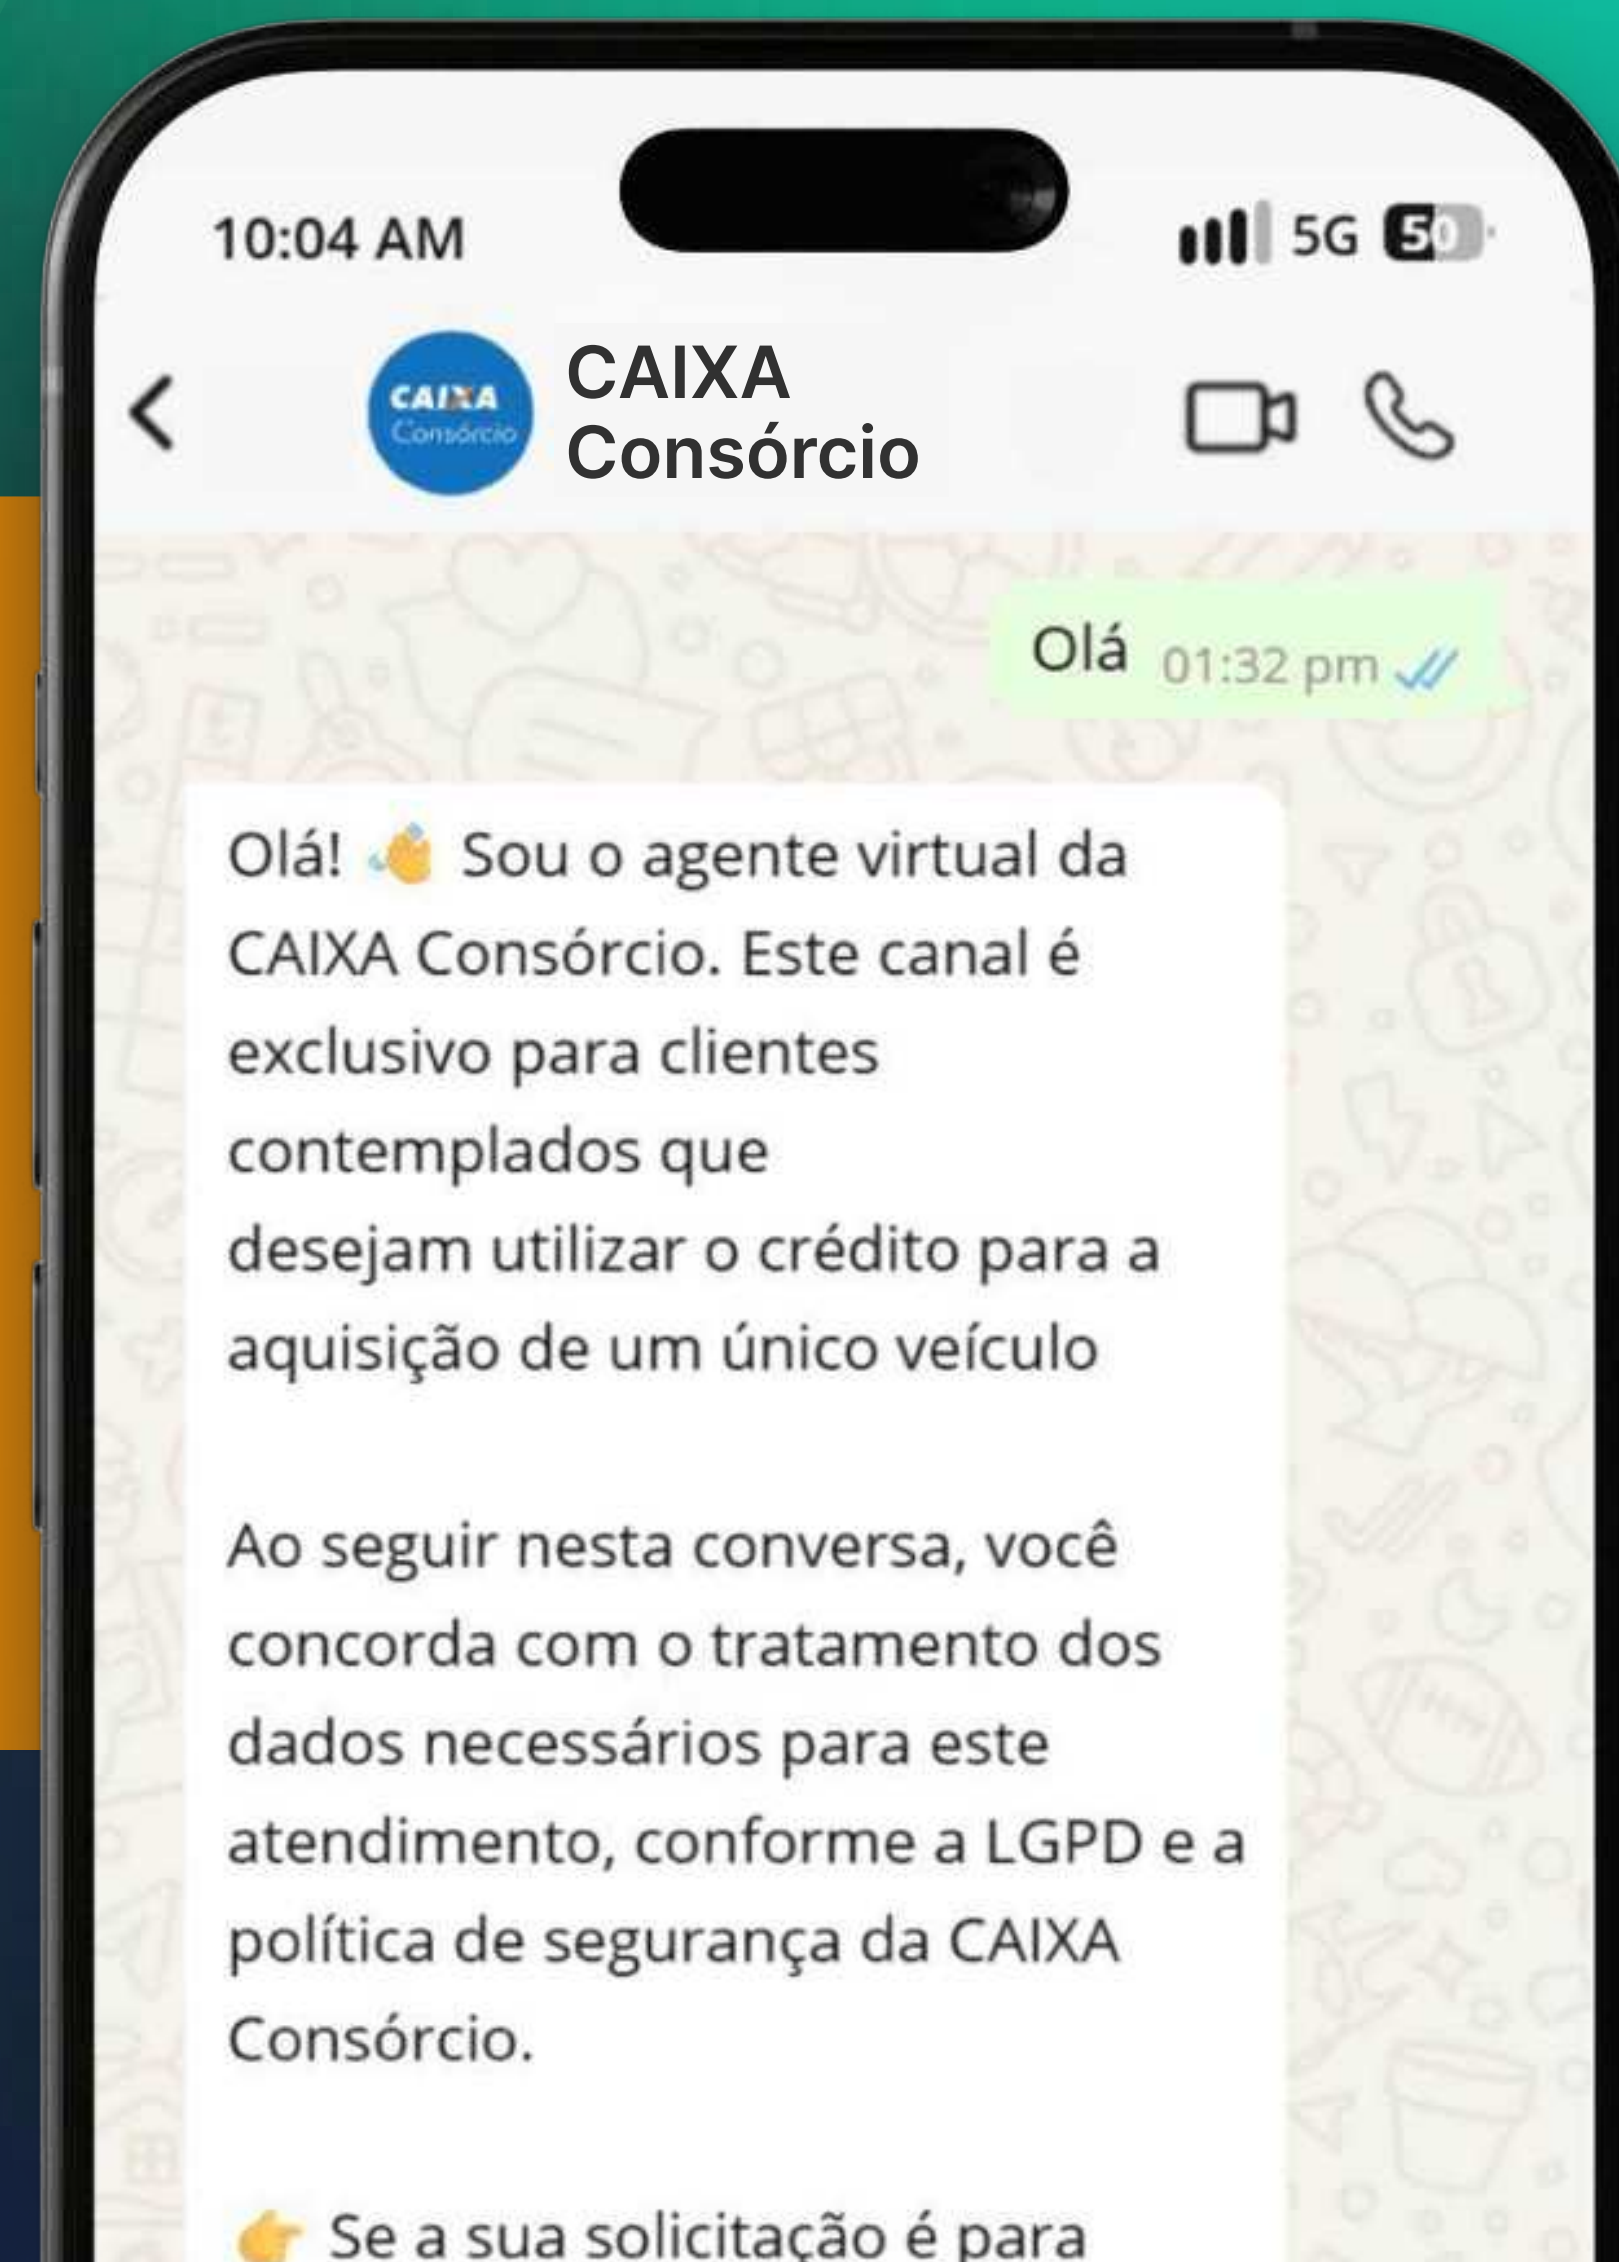 10:04 AM
5G 50
CAIXA
Consórcio
CAIXA
Consórcio
Olá 01:32 pm
Olá! 👋 Sou o agente virtual da
CAIXA Consórcio. Este canal é
exclusivo para clientes
contemplados que
desejam utilizar o crédito para a
aquisição de um único veículo
Ao seguir nesta conversa, você
concorda com o tratamento dos
dados necessários para este
atendimento, conforme a LGPD e a
política de segurança da CAIXA
Consórcio.
👉 Se a sua solicitação é para